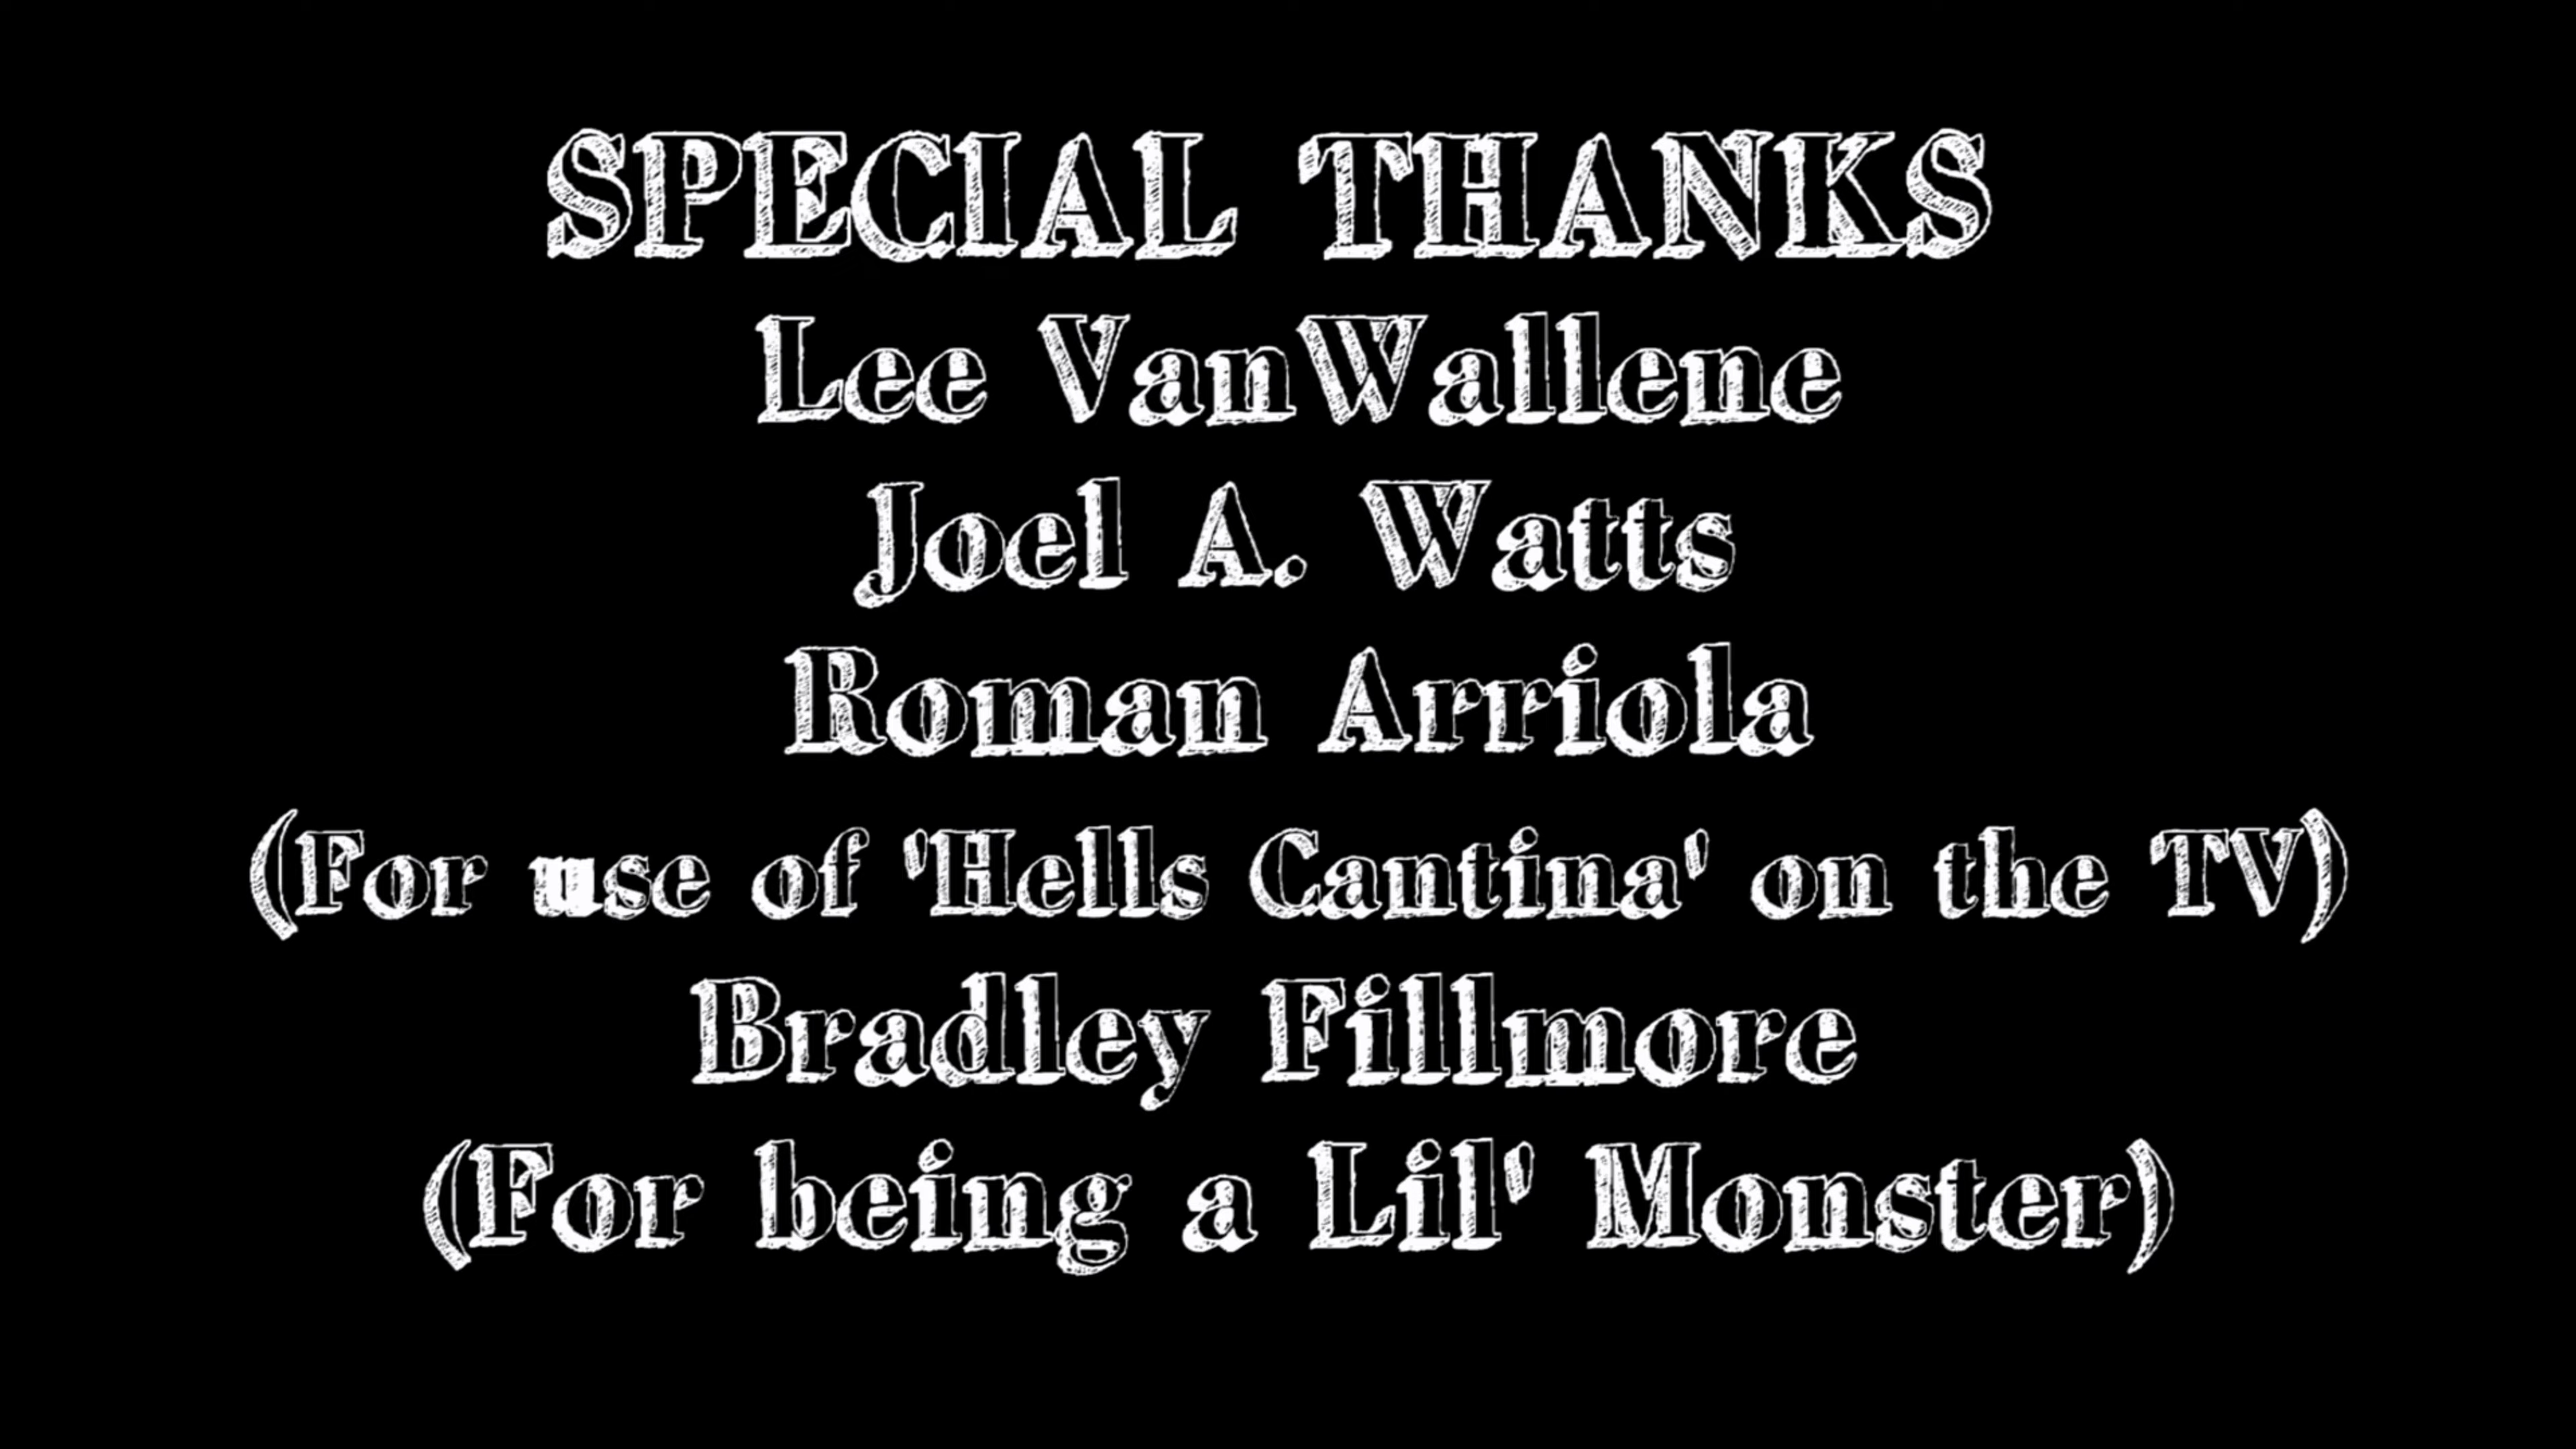 SPECIAL THANKS
Lee VanWallene
Joel A. Watts
Roman Arriola
(For use of 'Hells Cantina' on the TV)
Bradley Fillmore
(For being a Lil' Monster)